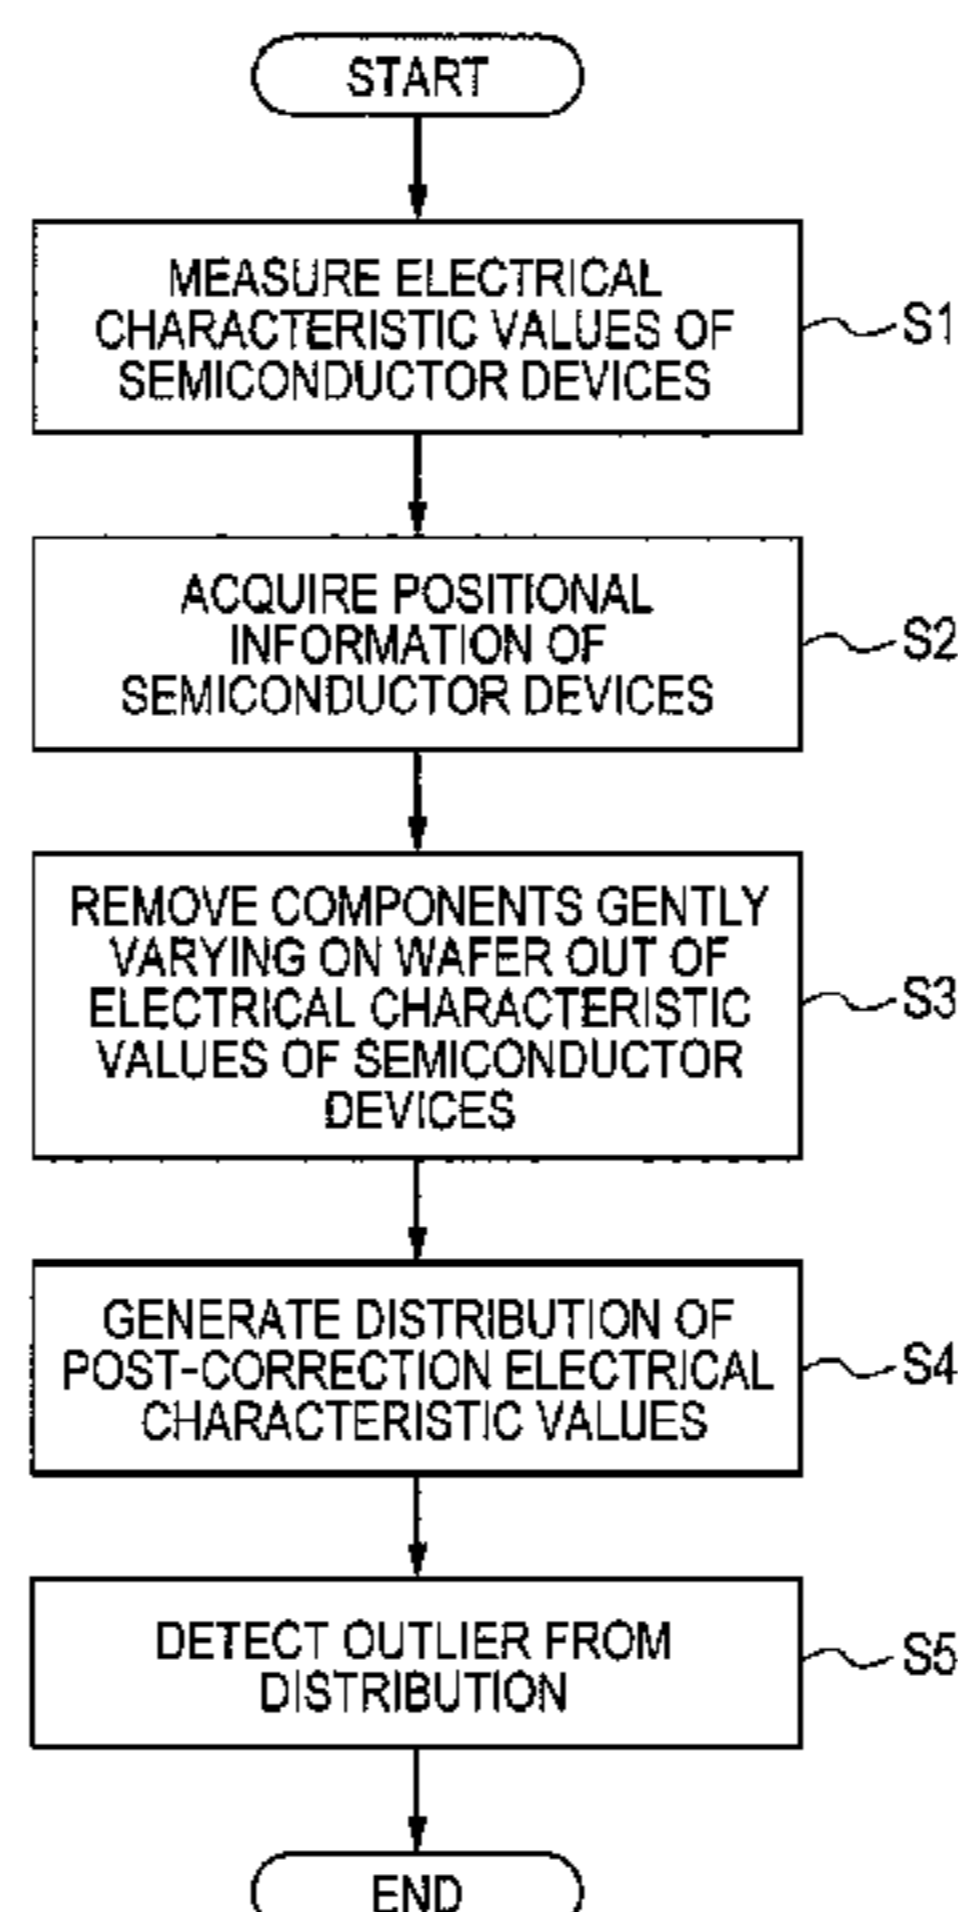 START
MEASURE ELECTRICAL
CHARACTERISTIC VALUES OF
SEMICONDUCTOR DEVICES
S1
ACQUIRE POSITIONAL
INFORMATION OF
SEMICONDUCTOR DEVICES
S2
REMOVE COMPONENTS GENTLY
VARYING ON WAFER OUT OF
ELECTRICAL CHARACTERISTIC
VALUES OF SEMICONDUCTOR
DEVICES
S3
GENERATE DISTRIBUTION OF
POST-CORRECTION ELECTRICAL
CHARACTERISTIC VALUES
S4
DETECT OUTLIER FROM
DISTRIBUTION
S5
END